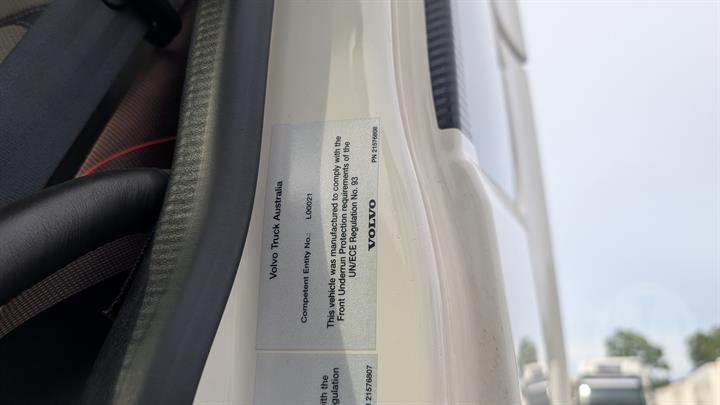 Volvo Truck Australia
Competent Entity No.: L00021
This vehicle was manufactured to comply with the
Front Underrun Protection requirements of the
UN/ECE Regulation No. 93
VOLVO
PN 21576808
with the
gulation
21576807